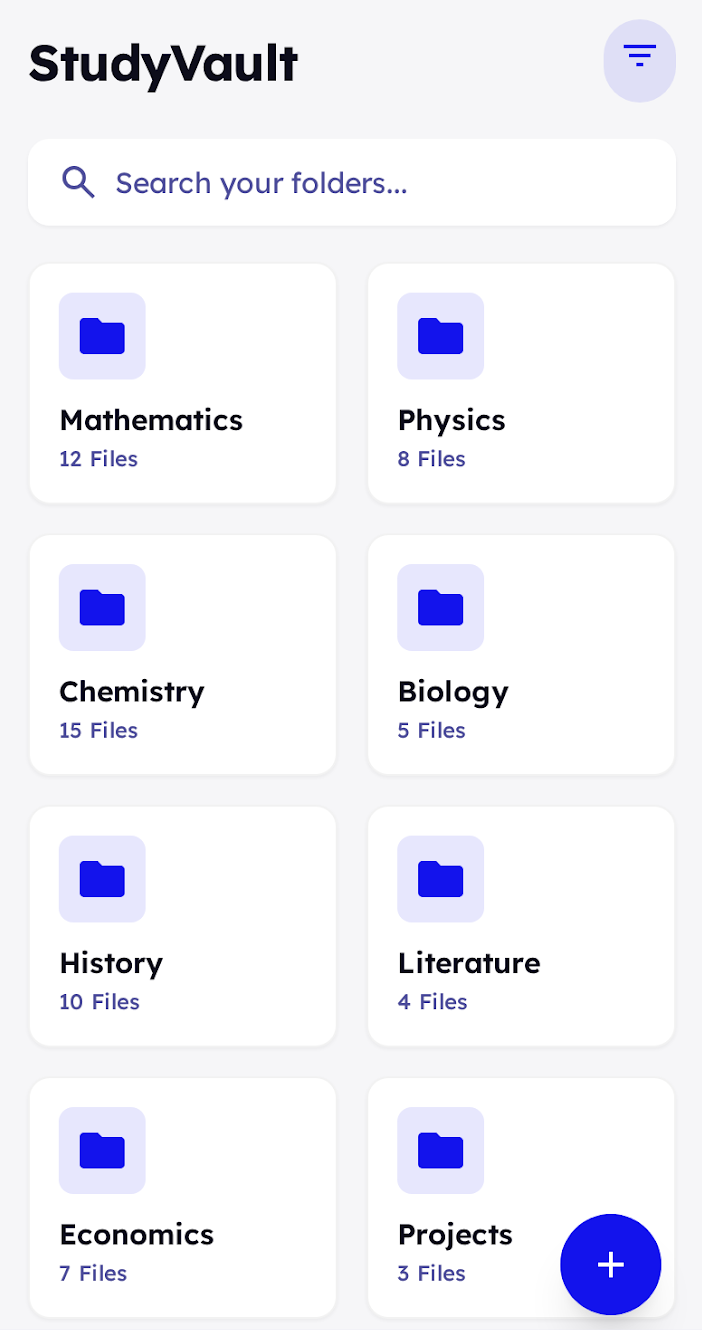 StudyVault
Search your folders...
Mathematics
12 Files
Physics
8 Files
Chemistry
15 Files
Biology
5 Files
History
10 Files
Literature
4 Files
Economics
7 Files
Projects
3 Files